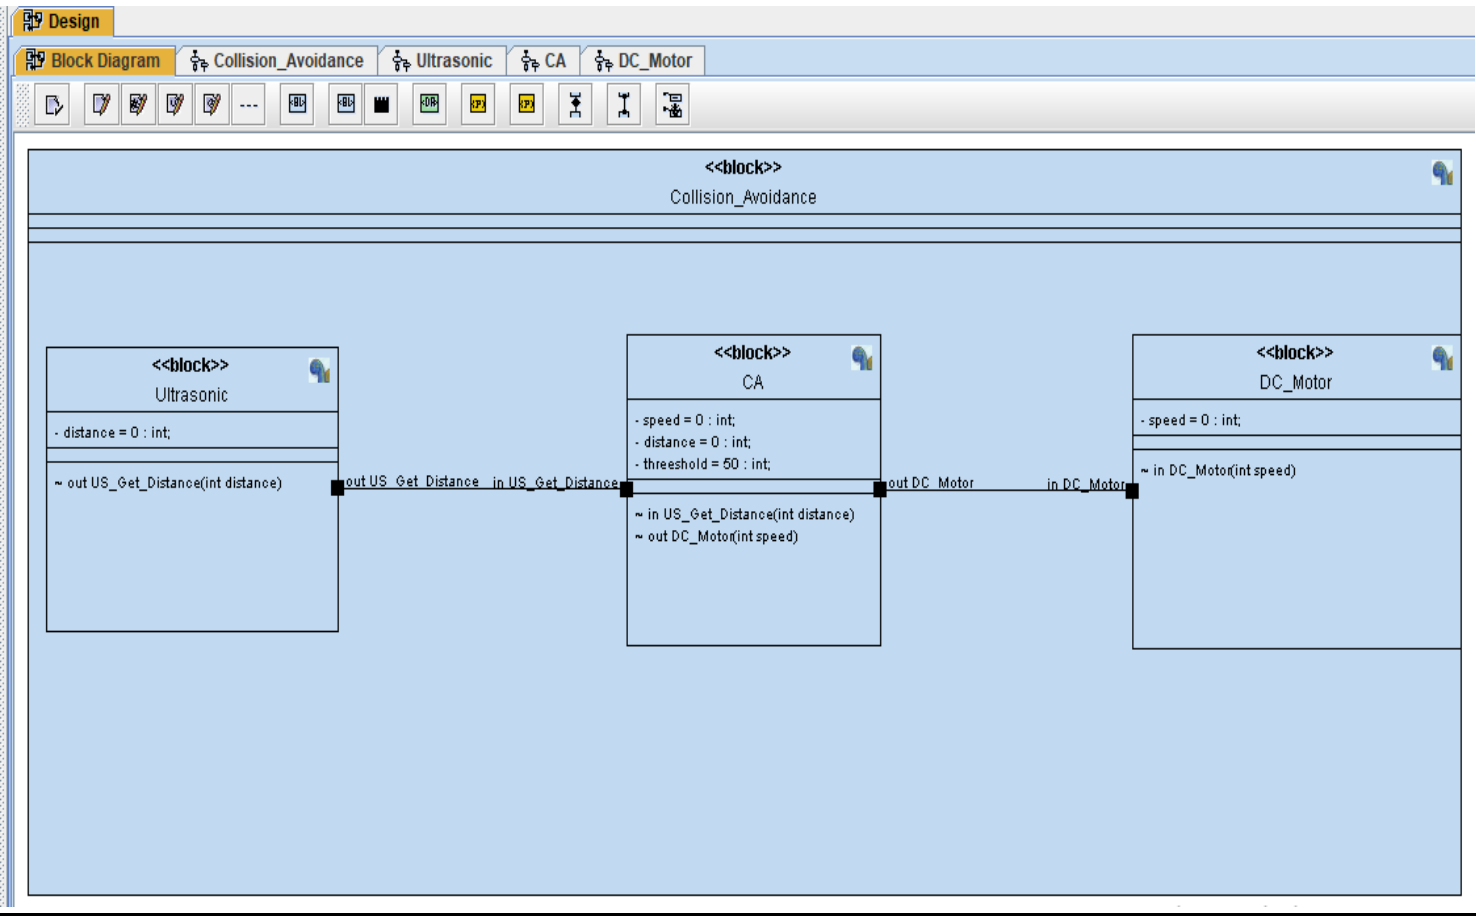 Design
Block Diagram Collision_Avoidance Ultrasonic CA DC_Motor
<<block>>
Collision_Avoidance
<<block>>
Ultrasonic
- distance = 0 : int;
~ out US_Get_Distance(int distance)
out US_Get_Distance in US_Get_Distance
<<block>>
CA
- speed = 0 : int;
- distance = 0 : int;
- threeshold = 50 : int;
~ in US_Get_Distance(int distance)
~ out DC_Motor(int speed)
out DC_Motor in DC_Motor
<<block>>
DC_Motor
- speed = 0 : int;
~ in DC_Motor(int speed)